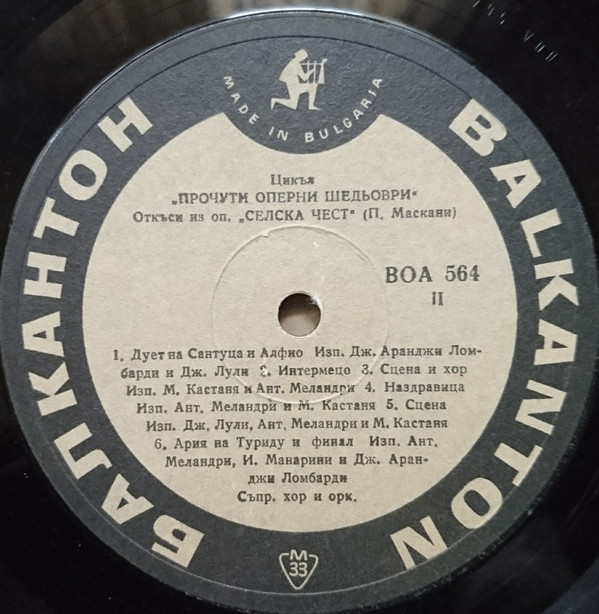 MADE IN BULGARIA
БАЛКАНТОН
BALKANTON
Цикъл
„ПРОЧУТИ ОПЕРНИ ШЕДЬОВРИ“
Откъси из оп. „СЕЛСКА ЧЕСТ“ (П. Маскани)
ВОА 564
II
1. Дует на Сантуца и Алфио Изп. Дж. Аранджи Лом-
барди и Дж. Лули 2. Интермецо 3. Сцена и хор
Изп. М. Кастаня и Ант. Меландри 4. Наздравица
Изп. Ант. Меландри и М. Кастаня 5. Сцена
Изп. Дж, Лули, Ант, Меландри и М. Кастаня
6. Ария на Туриду и финал Изп. Ант.
Меландри, И. Манарини и Дж. Аран-
джи Ломбарди
Съпр. хор и орк.
М
33